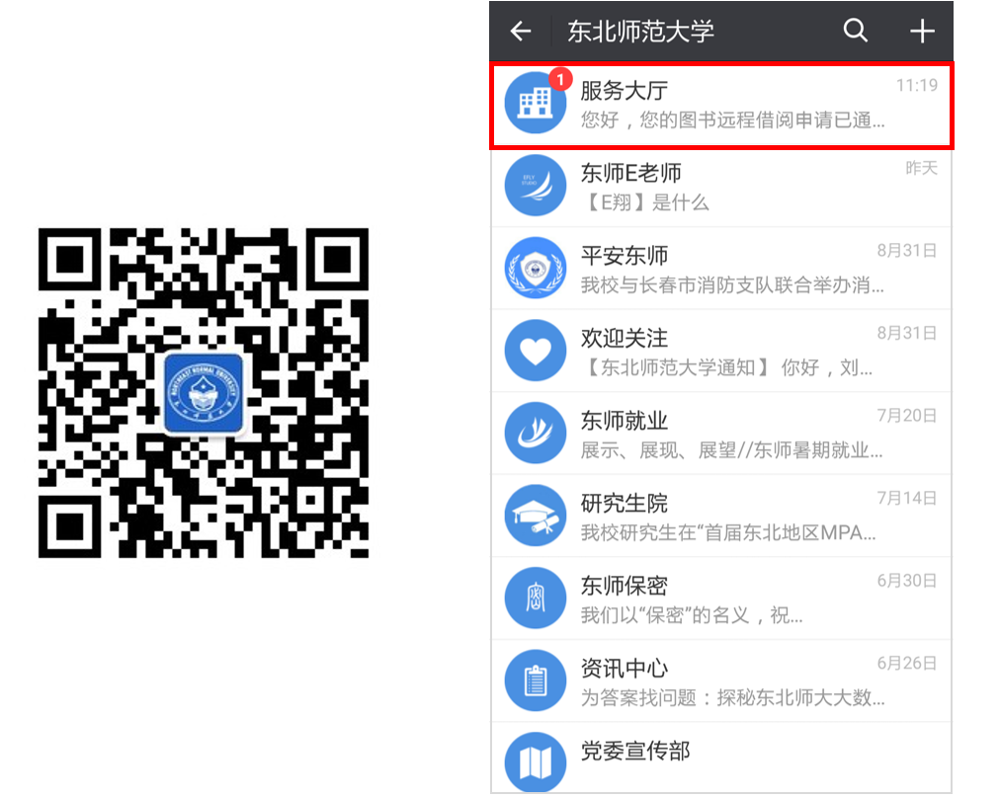 NORTHEAST NORMAL UNIVERSITY
东北师范大学
东北师范大学
1
服务大厅
11:19
您好，您的图书远程借阅申请已通...
东师E老师
昨天
【E翔】是什么
平安东师
8月31日
我校与长春市消防支队联合举办消...
欢迎关注
8月31日
【东北师范大学通知】 你好，刘...
东师就业
7月20日
展示、展现、展望//东师暑期就业...
研究生院
7月14日
我校研究生在“首届东北地区MPA...
东师保密
6月30日
我们以“保密”的名义，祝...
资讯中心
6月26日
为答案找问题：探秘东北师大大数...
党委宣传部